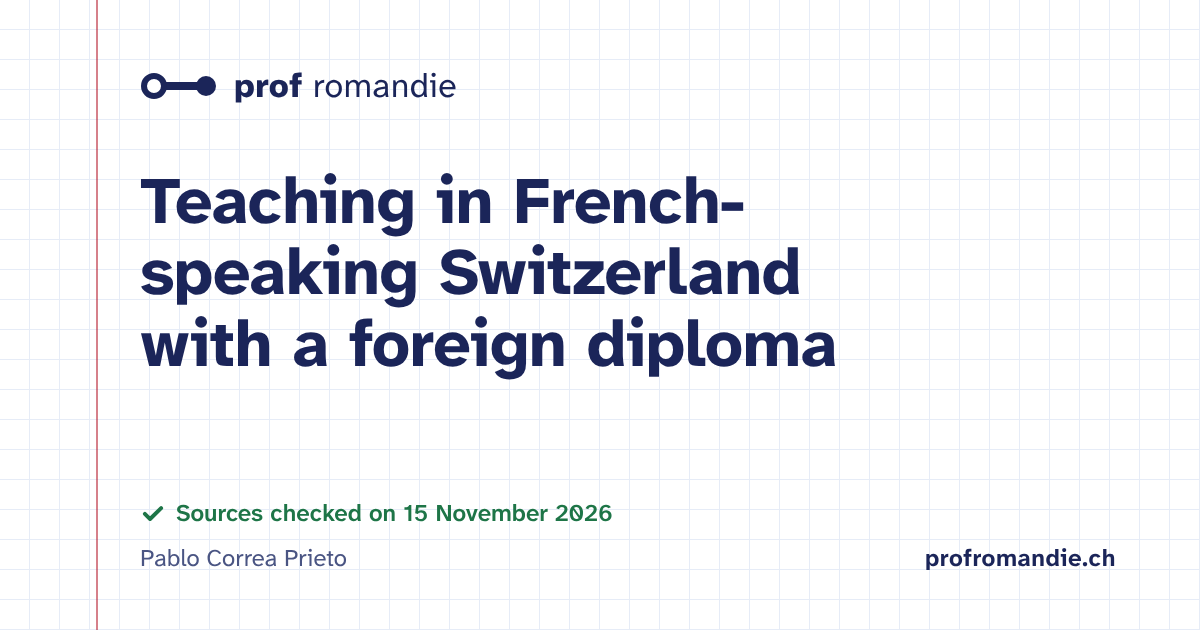 prof romandie
Teaching in French-
speaking Switzerland
with a foreign diploma
Sources checked on 15 November 2026
Pablo Correa Prieto
profromandie.ch